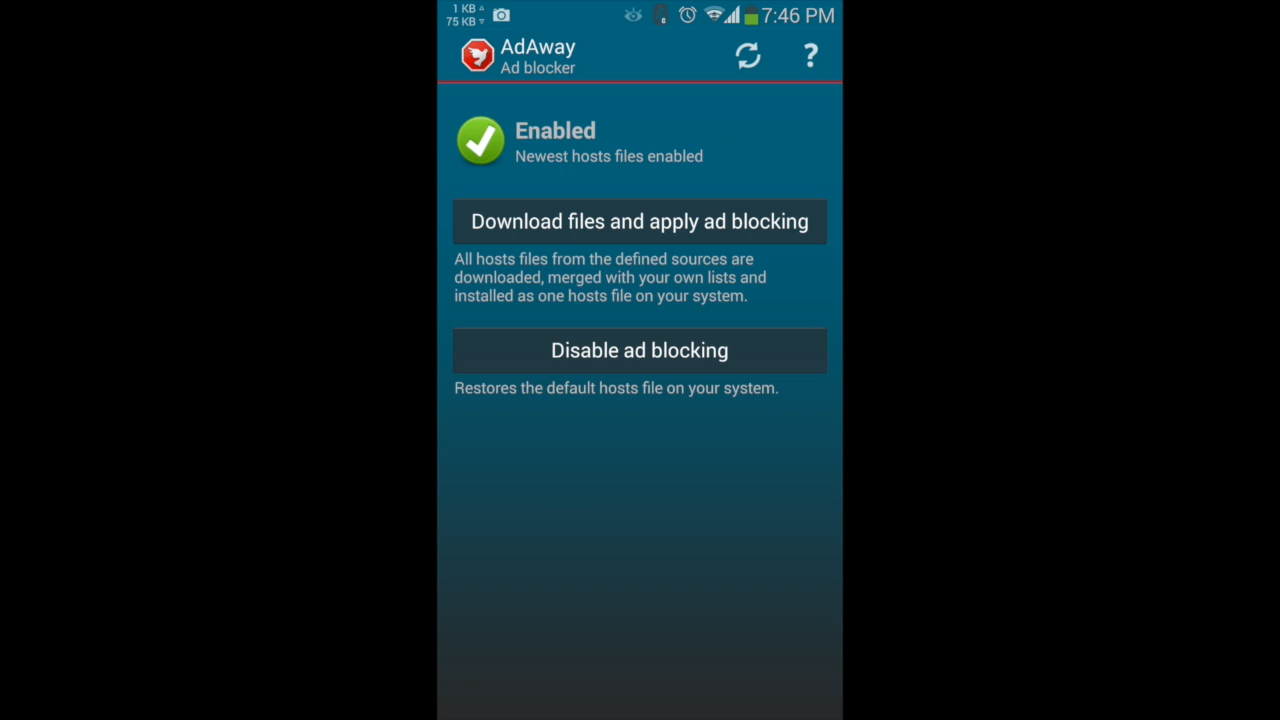 1 KB
75 KB
7:46 PM
AdAway
Ad blocker
?
Enabled
Newest hosts files enabled
Download files and apply ad blocking
All hosts files from the defined sources are
downloaded, merged with your own lists and
installed as one hosts file on your system.
Disable ad blocking
Restores the default hosts file on your system.